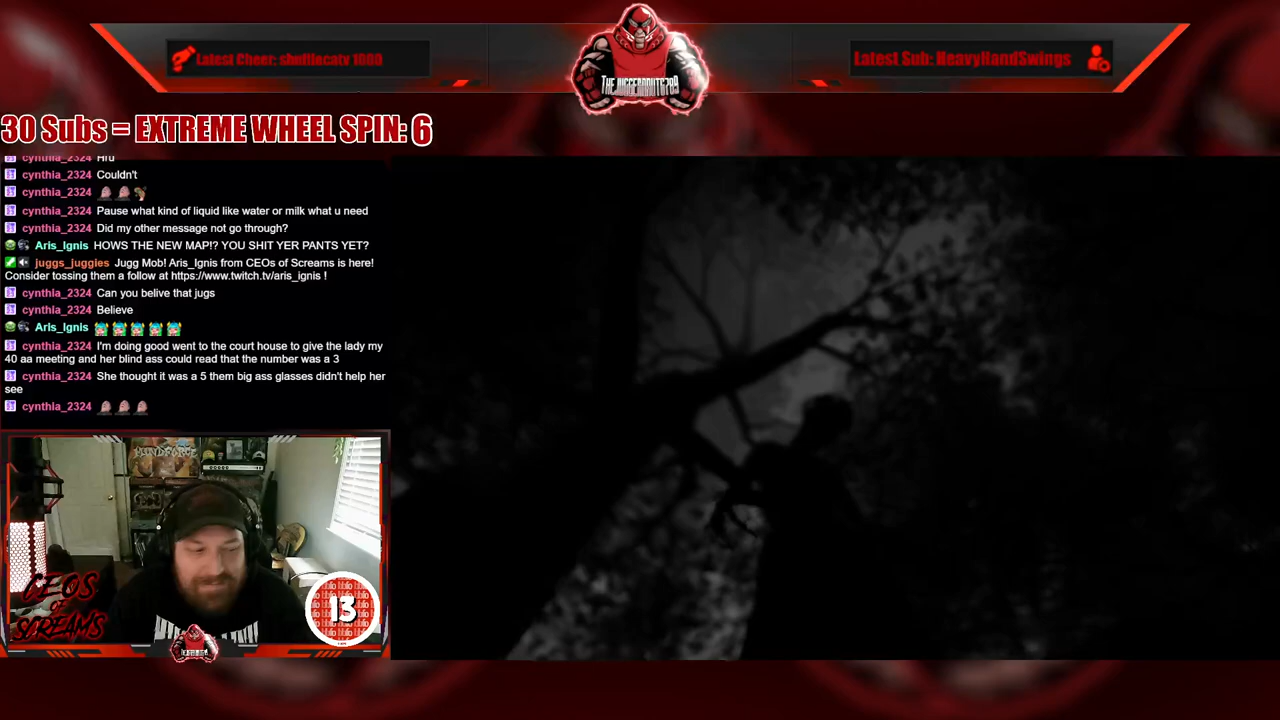 Latest Cheer: shufflecatv 1000
THEJUGGERNAUT6789
Latest Sub: HeavyHandSwings
30 Subs = EXTREME WHEEL SPIN: 6
cynthia_2324 Hru
cynthia_2324 Couldn't
cynthia_2324
cynthia_2324 Pause what kind of liquid like water or milk what u need
cynthia_2324 Did my other message not go through?
Aris_Ignis HOWS THE NEW MAP!? YOU SHIT YER PANTS YET?
juggs_juggies Jugg Mob! Aris_Ignis from CEOs of Screams is here!
Consider tossing them a follow at https://www.twitch.tv/aris_ignis !
cynthia_2324 Can you belive that jugs
cynthia_2324 Believe
Aris_Ignis
cynthia_2324 I'm doing good went to the court house to give the lady my
40 aa meeting and her blind ass could read that the number was a 3
cynthia_2324 She thought it was a 5 them big ass glasses didn't help her
see
cynthia_2324
MINDFORCE
CEOS
OF
SCREAMS
13